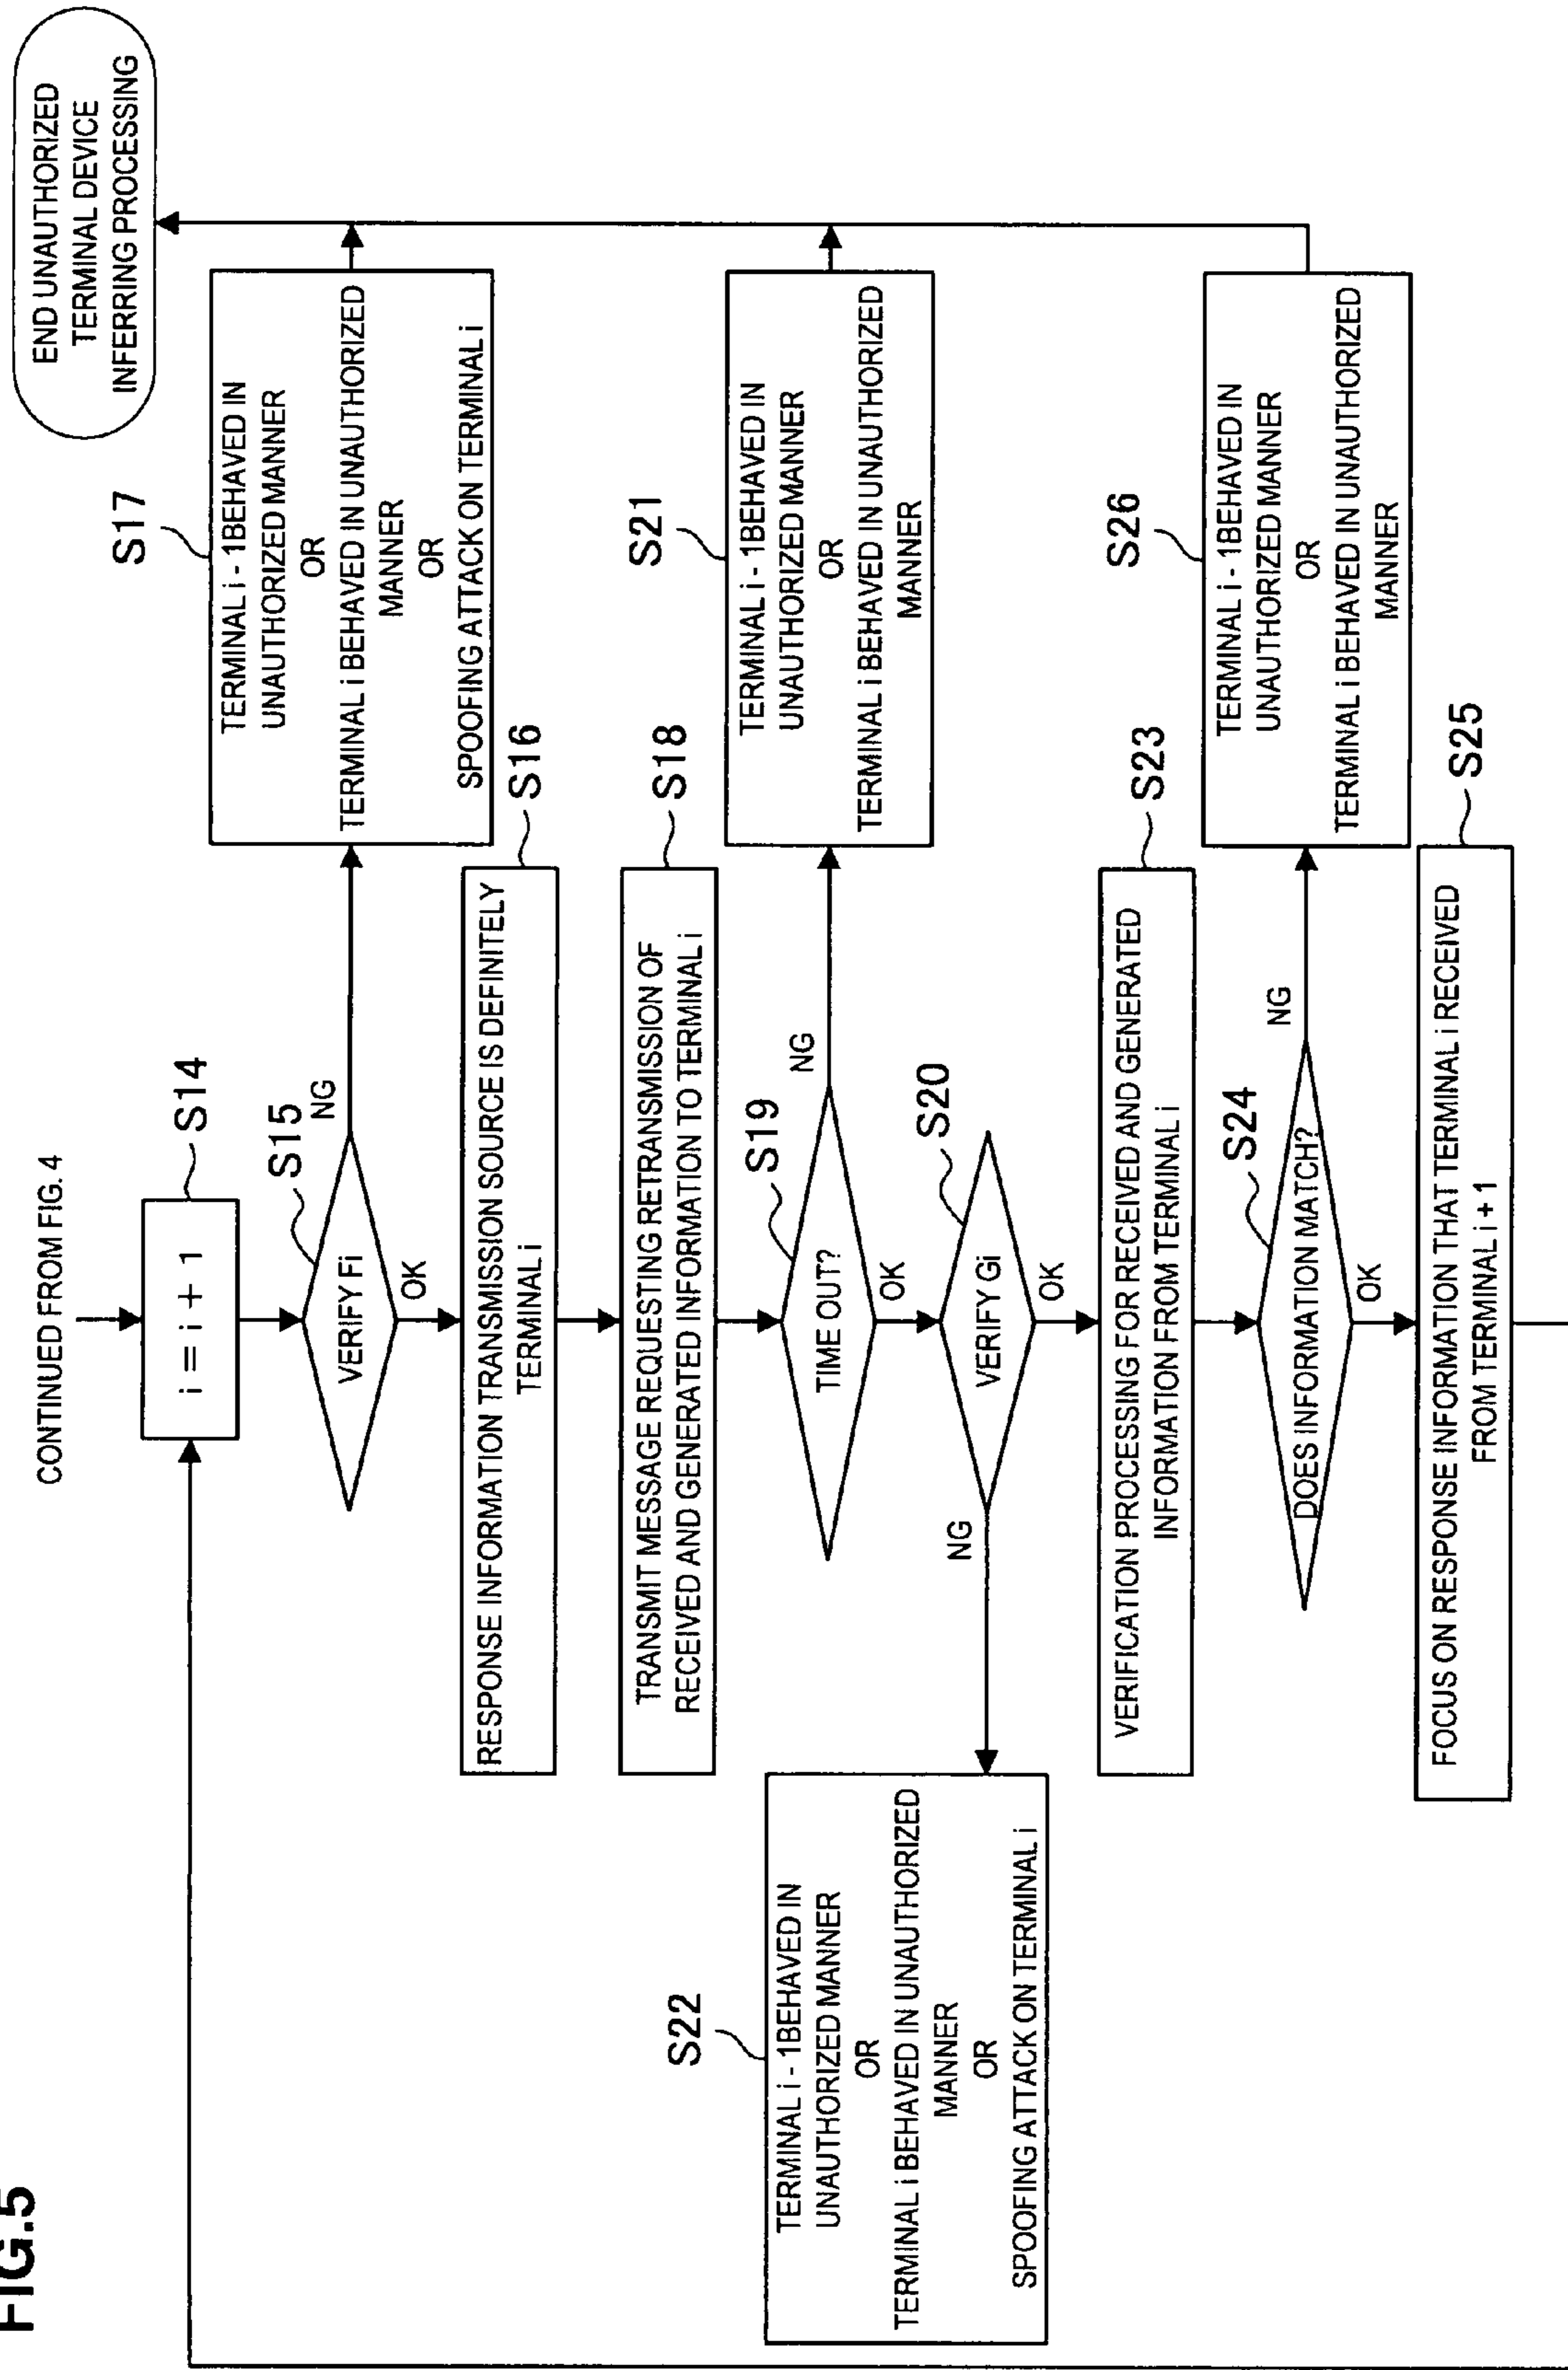 FIG.5
CONTINUED FROM FIG. 4
END UNAUTHORIZED
TERMINAL DEVICE
INFERRING PROCESSING
S14
i = i + 1
S15
VERIFY Fi
NG
OK
S17
TERMINAL i - 1BEHAVED IN
UNAUTHORIZED MANNER
OR
TERMINAL i BEHAVED IN UNAUTHORIZED
MANNER
OR
SPOOFING ATTACK ON TERMINAL i
S16
RESPONSE INFORMATION TRANSMISSION SOURCE IS DEFINITELY
TERMINAL i
S18
TRANSMIT MESSAGE REQUESTING RETRANSMISSION OF
RECEIVED AND GENERATED INFORMATION TO TERMINAL i
S19
TIME OUT?
NG
OK
S21
TERMINAL i - 1BEHAVED IN
UNAUTHORIZED MANNER
OR
TERMINAL i BEHAVED IN UNAUTHORIZED
MANNER
S20
VERIFY Gi
NG
OK
S22
TERMINAL i - 1BEHAVED IN
UNAUTHORIZED MANNER
OR
TERMINAL i BEHAVED IN UNAUTHORIZED
MANNER
OR
SPOOFING ATTACK ON TERMINAL i
S23
VERIFICATION PROCESSING FOR RECEIVED AND GENERATED
INFORMATION FROM TERMINAL i
S24
DOES INFORMATION MATCH?
NG
OK
S26
TERMINAL i - 1BEHAVED IN
UNAUTHORIZED MANNER
OR
TERMINAL i BEHAVED IN UNAUTHORIZED
MANNER
S25
FOCUS ON RESPONSE INFORMATION THAT TERMINAL i RECEIVED
FROM TERMINAL i + 1